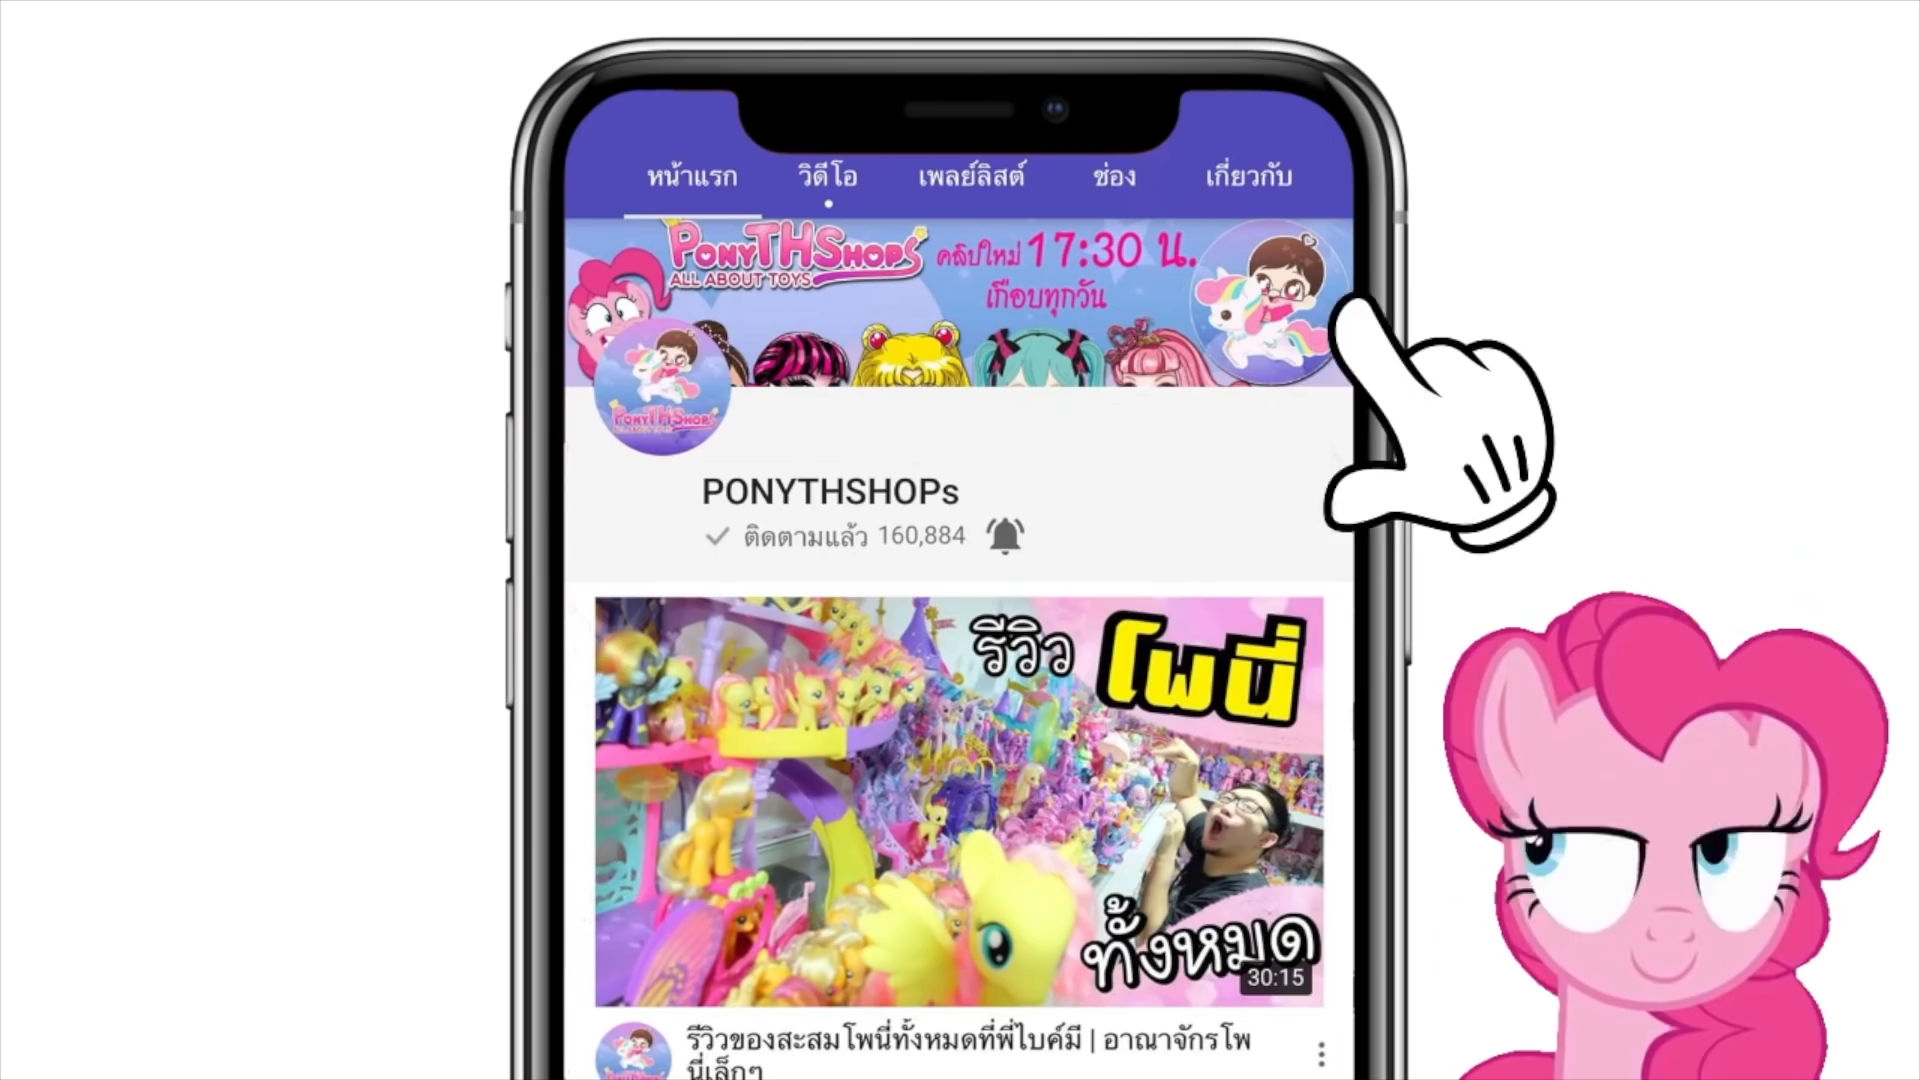 หน้าแรก วิดีโอ เพลย์ลิสต์ ช่อง เกี่ยวกับ
PONYTHSHOPS
ALL ABOUT TOYS
คลิปใหม่ 17:30 น.
เกือบทุกวัน
PONYTHSHOPS
ALL ABOUT TOYS
PONYTHSHOPs
ติดตามแล้ว 160,884
รีวิว โพนี่
ทั้งหมด
30:15
รีวิวของสะสมโพนี่ทั้งหมดที่พี่ไบค์มี | อาณาจักรโพ
นี่เล็กๆ